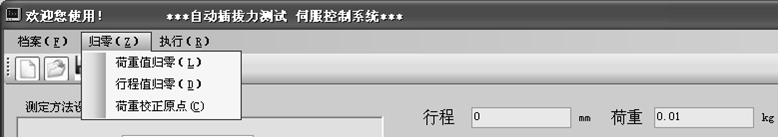 欢迎您使用! ***自动插拔力测试 伺服控制系统***
档案(F) 归零(Z) 执行(R)
荷重值归零(L)
行程值归零(D)
荷重校正原点(C)
测定方法设
行程 0 mm 荷重 0.01 kg